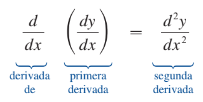 d/dx (dy/dx) = d²y/dx²
derivada de primera derivada segunda derivada